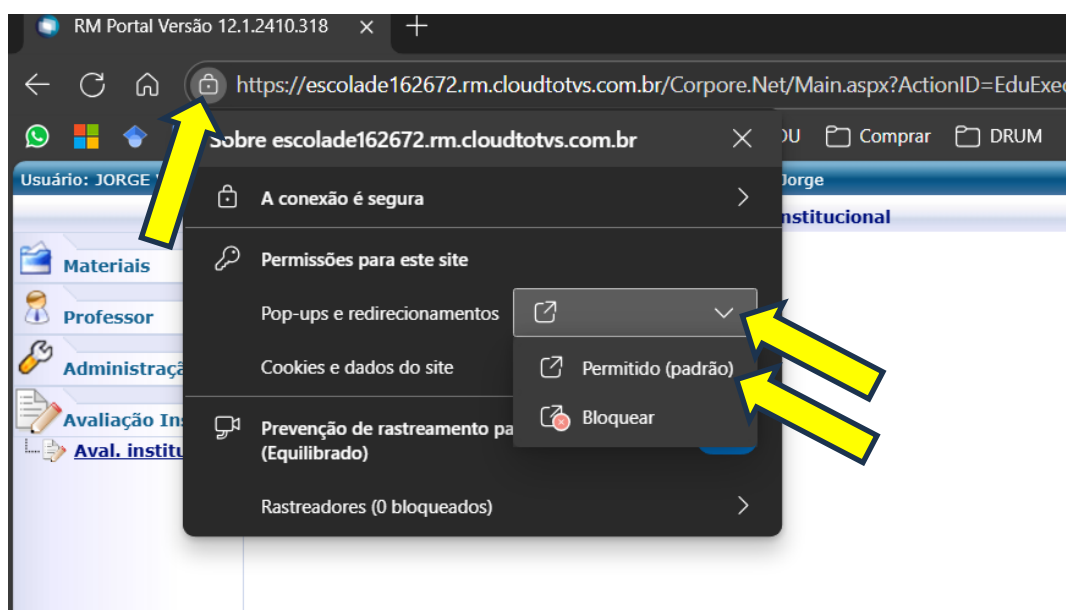 RM Portal Versão 12.1.2410.318
https://escolade162672.rm.cloudtotvs.com.br/Corpore.Net/Main.aspx?ActionID=EduExec
Sobre escolade162672.rm.cloudtotvs.com.br
OU Comprar DRUM
Usuário: JORGE
Jorge
A conexão é segura
nstitucional
Materiais
Permissões para este site
Professor
Pop-ups e redirecionamentos
Administraçã
Cookies e dados do site
Permitido (padrão)
Avaliação In
Bloquear
Prevenção de rastreamento pa
(Equilibrado)
Aval. institu
Rastreadores (0 bloqueados)